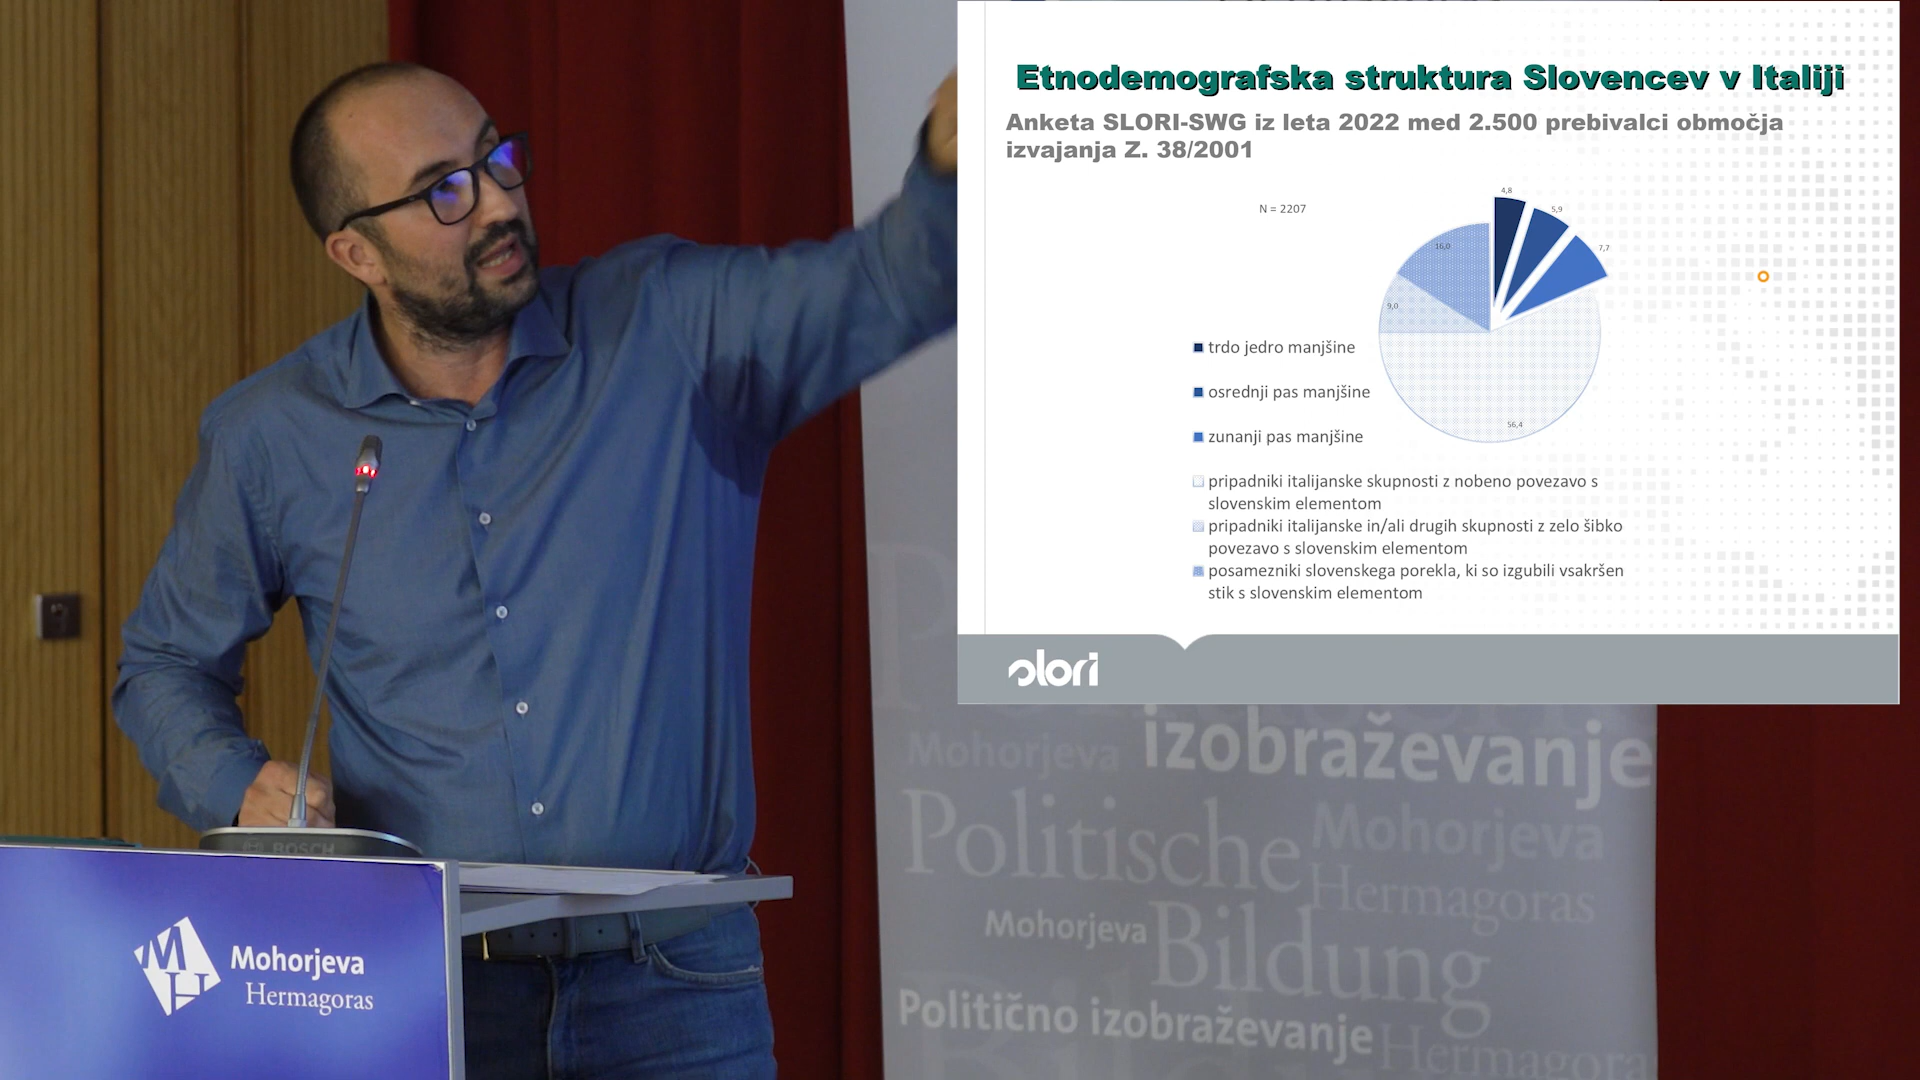 Etnodemografska struktura Slovencev v Italiji
Anketa SLORI-SWG iz leta 2022 med 2.500 prebivalci območja
izvajanja Z. 38/2001
N = 2207
4,8
5,9
7,7
16,0
9,0
56,4
trdo jedro manjšine
osrednji pas manjšine
zunanji pas manjšine
pripadniki italijanske skupnosti z nobeno povezavo s
slovenskim elementom
pripadniki italijanske in/ali drugih skupnosti z zelo šibko
povezavo s slovenskim elementom
posamezniki slovenskega porekla, ki so izgubili vsakršen
stik s slovenskim elementom
slori
Mohorjeva izobraževanje
Politische Mohorjeva
Hermagoras
Mohorjeva Bildung
Politično izobraževanje
Hermagoras
BOSCH
MH
Mohorjeva
Hermagoras